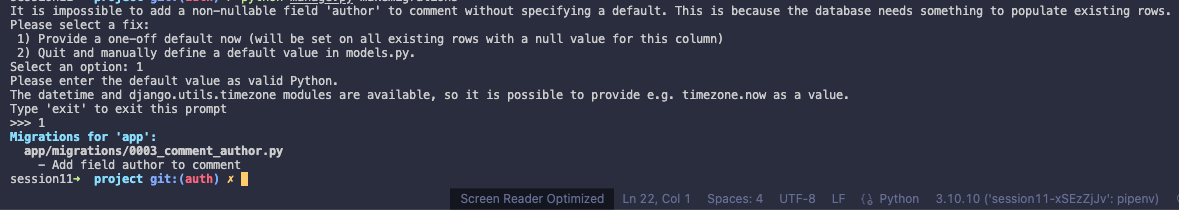 It is impossible to add a non-nullable field 'author' to comment without specifying a default. This is because the database needs something to populate existing rows.
Please select a fix:
 1) Provide a one-off default now (will be set on all existing rows with a null value for this column)
 2) Quit and manually define a default value in models.py.
Select an option: 1
Please enter the default value as valid Python.
The datetime and django.utils.timezone modules are available, so it is possible to provide e.g. timezone.now as a value.
Type 'exit' to exit this prompt
>>> 1
Migrations for 'app':
  app/migrations/0003_comment_author.py
    - Add field author to comment
session11→ project git:(auth) ✗
Screen Reader Optimized Ln 22, Col 1 Spaces: 4 UTF-8 LF Python 3.10.10 ('session11-xSEzZjJv': pipenv)